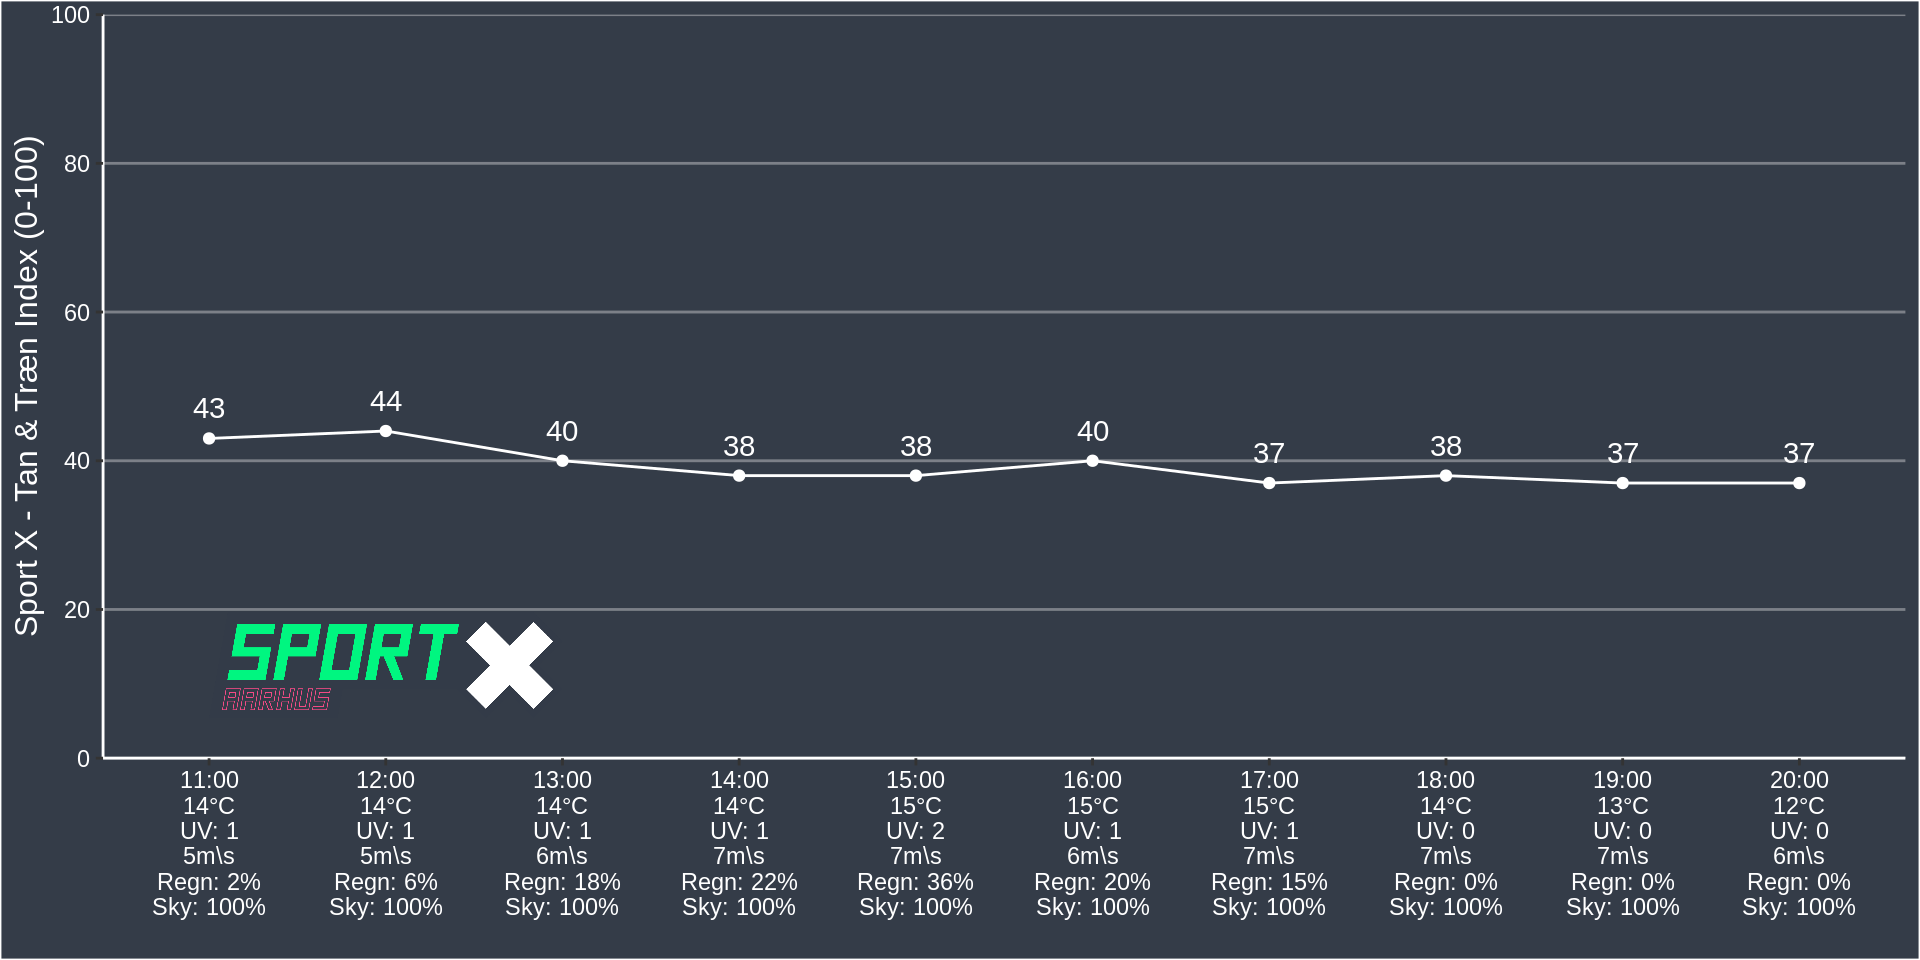 Sport X - Tan & Træn Index (0-100)
100
80
60
40
20
0
43 44 40 38 38 40 37 38 37 37
SPORT X
AARHUS
11:00 12:00 13:00 14:00 15:00 16:00 17:00 18:00 19:00 20:00
14°C 14°C 14°C 14°C 15°C 15°C 15°C 14°C 13°C 12°C
UV: 1 UV: 1 UV: 1 UV: 1 UV: 2 UV: 1 UV: 1 UV: 0 UV: 0 UV: 0
5m\s 5m\s 6m\s 7m\s 7m\s 6m\s 7m\s 7m\s 7m\s 6m\s
Regn: 2% Regn: 6% Regn: 18% Regn: 22% Regn: 36% Regn: 20% Regn: 15% Regn: 0% Regn: 0% Regn: 0%
Sky: 100% Sky: 100% Sky: 100% Sky: 100% Sky: 100% Sky: 100% Sky: 100% Sky: 100% Sky: 100% Sky: 100%